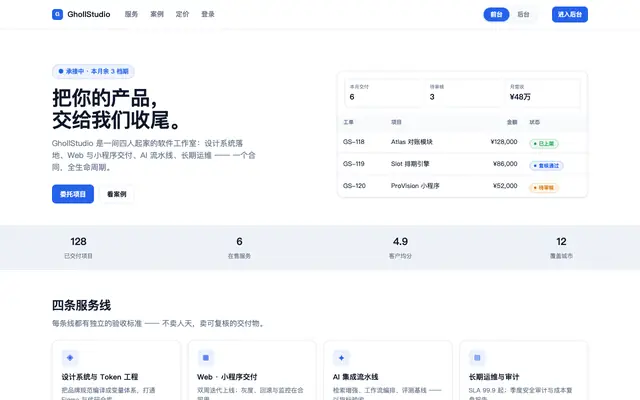 G GhollStudio 服务 案例 定价 登录 前台 后台 进入后台
承接中 · 本月余 3 档期
把你的产品，
交给我们收尾。
GhollStudio 是一间四人起家的软件工作室：设计系统落
地、Web 与小程序交付、AI 流水线、长期运维 —— 一个合
同，全生命周期。
委托项目 看案例
本月交付 待审核 月营收
6 3 ¥48万
工单 项目 金额 状态
GS-118 Atlas 对账模块 ¥128,000 已上架
GS-119 Slot 排期引擎 ¥86,000 复核通过
GS-120 ProVision 小程序 ¥52,000 待审核
128 6 4.9 12
已交付项目 在售服务 客户均分 覆盖城市
四条服务线
每条线都有独立的验收标准 —— 不卖人天，卖可复核的交付物。
设计系统与 Token 工程 Web · 小程序交付 AI 集成流水线 长期运维与审计
把品牌规范编译成变量体系，打通 双周迭代上线：灰度、回滚与监控在合 检索增强、工作流编排、评测基线 —— SLA 99.9 起；季度安全审计与成本复